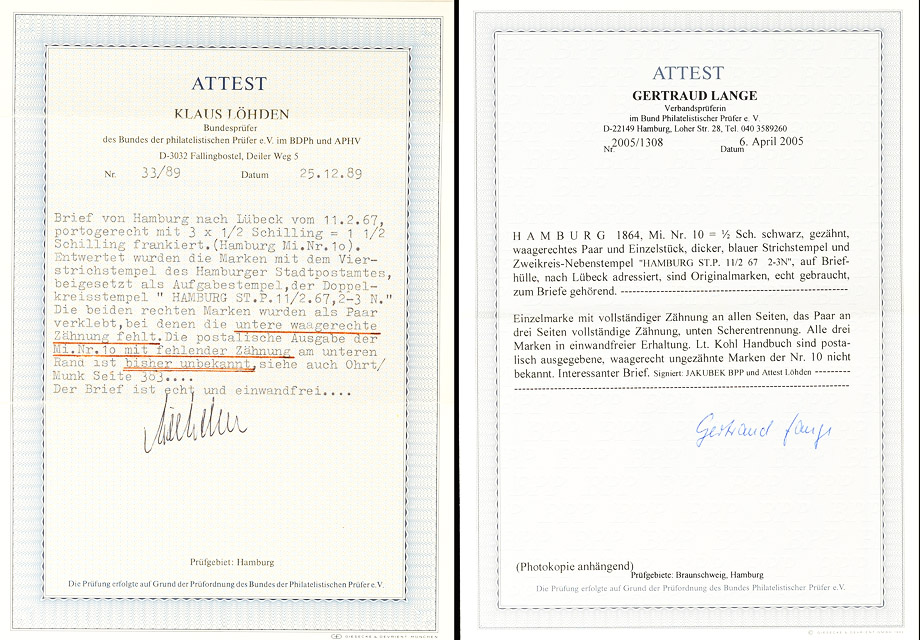 ATTEST
KLAUS LÖHDEN
Bundesprüfer
des Bundes der philatelistischen Prüfer e.V. im BDPh und APHV
D-3032 Fallingbostel, Deiler Weg 5
Nr. 33/89 Datum 25.12.89
Brief von Hamburg nach Lübeck vom 11.2.67,
portogerecht mit 3 x 1/2 Schilling = 1 1/2
Schilling frankiert.(Hamburg Mi.Nr.1o).
Entwertet wurden die Marken mit dem Vier-
strichstempel des Hamburger Stadtpostamtes,
beigesetzt als Aufgabestempel,der Doppel-
kreisstempel " HAMBURG ST.P.11/2.67,2-3 N."
Die beiden rechten Marken wurden als Paar
verklebt,bei denen die untere waagerechte
Zähnung fehlt.Die postalische Ausgabe der
Mi.Nr.1o mit fehlender Zähnung am unteren
Rand ist bisher unbekannt,siehe auch Ohrt/
Munk Seite 3o3....
Der Brief ist echt und einwandfrei....
Prüfgebiet: Hamburg
Die Prüfung erfolgte auf Grund der Prüfordnung des Bundes der Philatelistischen Prüfer e.V.
GIESECKE & DEVRIENT MÜNCHEN
ATTEST
GERTRAUD LANGE
Verbandsprüferin
im Bund Philatelistischer Prüfer e. V.
D-22149 Hamburg, Loher Str. 28, Tel. 040 3589260
Nr. 2005/1308 Datum 6. April 2005
H A M B U R G 1864, Mi. Nr. 10 = ½ Sch. schwarz, gezähnt,
waagerechtes Paar und Einzelstück, dicker, blauer Strichstempel und
Zweikreis-Nebenstempel "HAMBURG ST.P. 11/2 67 2-3N", auf Brief-
hülle, nach Lübeck adressiert, sind Originalmarken, echt gebraucht,
zum Briefe gehörend. ----------------------------------------
Einzelmarke mit vollständiger Zähnung an allen Seiten, das Paar an
drei Seiten vollständige Zähnung, unten Scherentrennung. Alle drei
Marken in einwandfreier Erhaltung. Lt. Kohl Handbuch sind posta-
lisch ausgegebene, waagerecht ungezähnte Marken der Nr. 10 nicht
bekannt. Interessanter Brief. Signiert: JAKUBEK BPP und Attest Löhden ---------
Gertraud Lange
(Photokopie anhängend)
Prüfgebiete: Braunschweig, Hamburg
Die Prüfung erfolgte auf Grund der Prüfordnung des Bundes Philatelistischer Prüfer e.V.